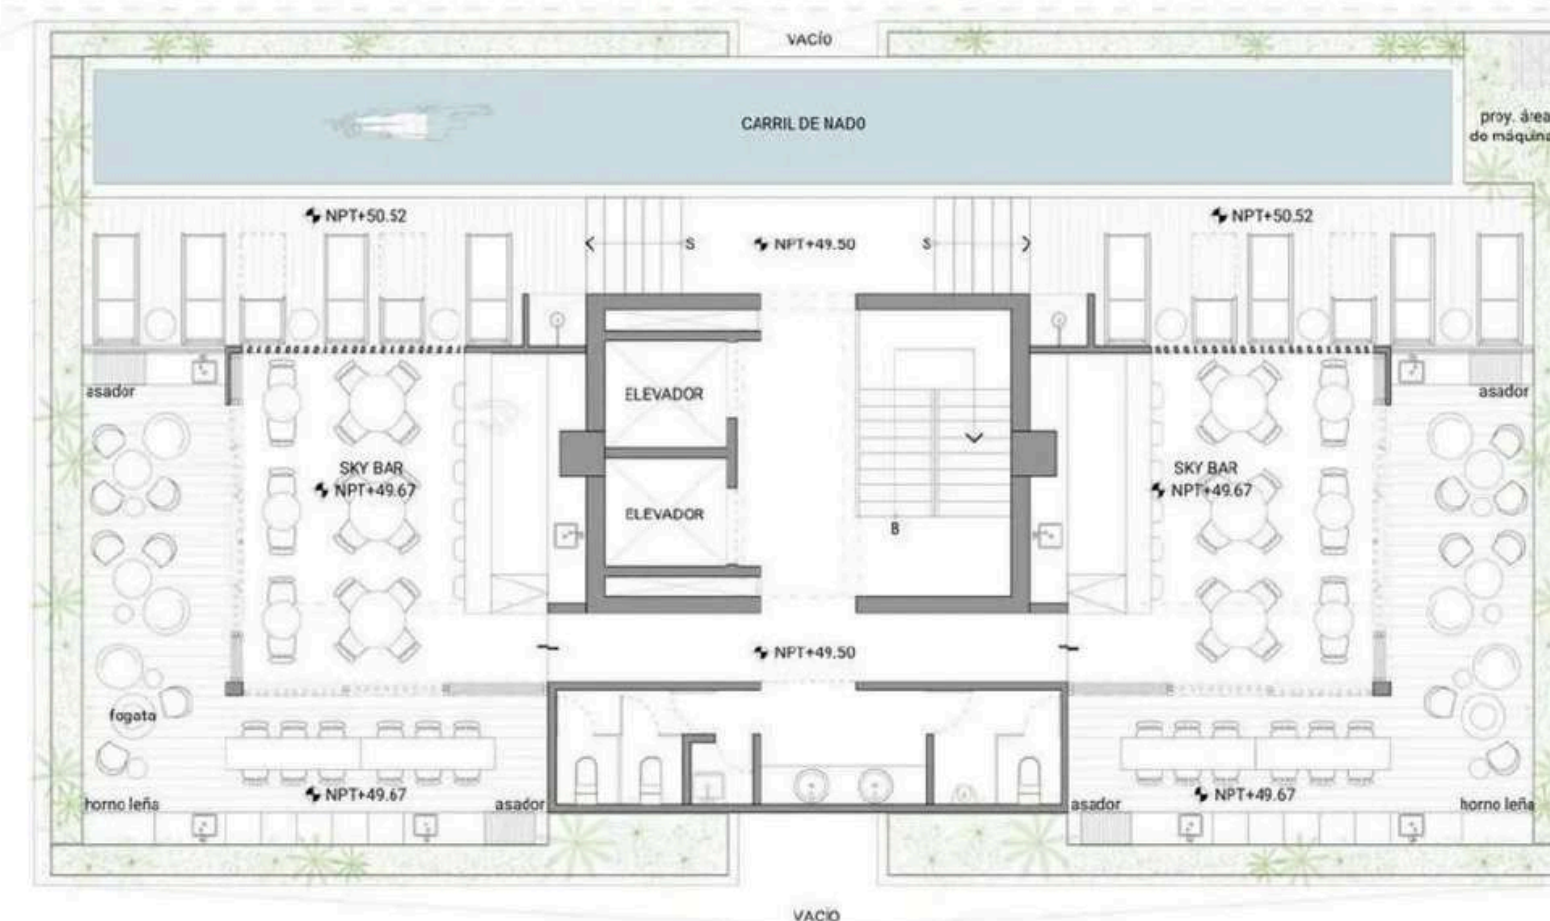 VACÍO
CARRIL DE NADO
proy. área
de máquina
NPT+50.52
NPT+50.52
S
NPT+49.50
S
asador
ELEVADOR
asador
SKY BAR
NPT+49.67
SKY BAR
NPT+49.67
ELEVADOR
B
NPT+49.50
fogata
horno leña
NPT+49.67
asador
asador
NPT+49.67
horno leña
VACÍO